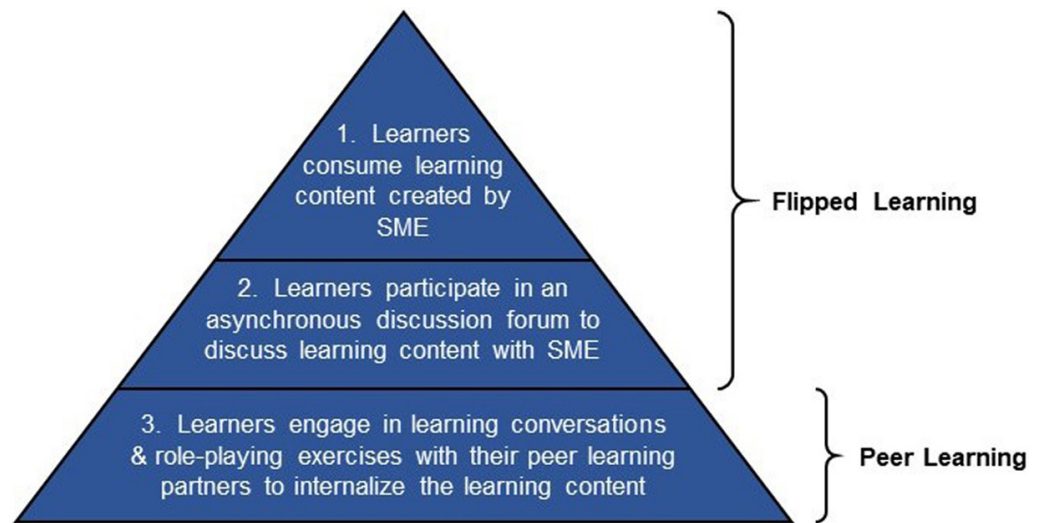 1. Learners
consume learning
content created by
SME
Flipped Learning
2. Learners participate in an
asynchronous discussion forum to
discuss learning content with SME
3. Learners engage in learning conversations
& role-playing exercises with their peer learning
partners to internalize the learning content
Peer Learning